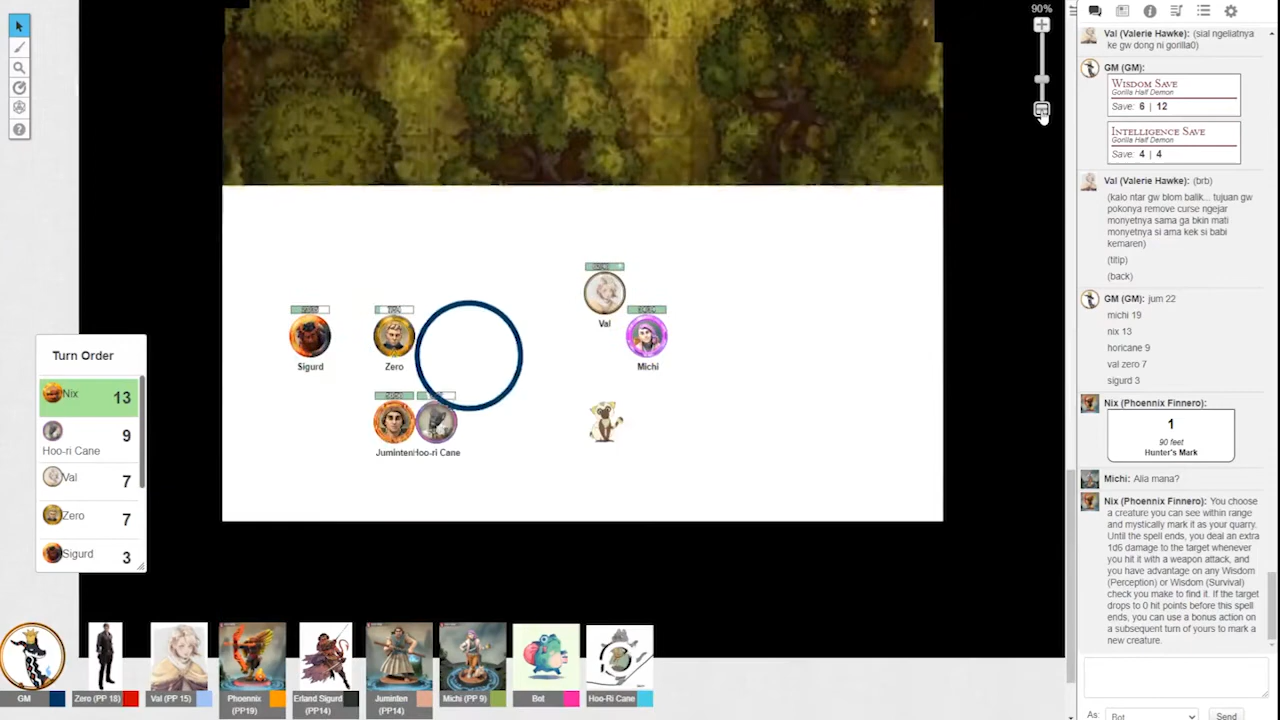 90%
Val
Michi
Sigurd
Zero
Juminten
Hoo-ri Cane
Turn Order
Nix 13
Hoo-ri Cane 9
Val 7
Zero 7
Sigurd 3
GM
Zero (PP 18)
Val (PP 15)
Phoennix
(PP19)
Erland Sigurd
(PP14)
Juminten
(PP14)
Michi (PP 9)
Bot
Hoo-Ri Cane
Val (Valerie Hawke): (sial ngeliatnya
ke gw dong ni gorilla0)
GM (GM):
WISDOM SAVE
Gorilla Half Demon
Save: 6 | 12
INTELLIGENCE SAVE
Gorilla Half Demon
Save: 4 | 4
Val (Valerie Hawke): (brb)
(kalo ntar gw blom balik... tujuan gw
pokonya remove curse ngejar
monyetnya sama ga bkin mati
monyetnya si ama kek si babi
kemaren)
(titip)
(back)
GM (GM): jum 22
michi 19
nix 13
horicane 9
val zero 7
sigurd 3
Nix (Phoennix Finnero):
1
90 feet
Hunter's Mark
Michi: Alia mana?
Nix (Phoennix Finnero): You choose
a creature you can see within range
and mystically mark it as your quarry.
Until the spell ends, you deal an extra
1d6 damage to the target whenever
you hit it with a weapon attack, and
you have advantage on any Wisdom
(Perception) or Wisdom (Survival)
check you make to find it. If the target
drops to 0 hit points before this spell
ends, you can use a bonus action on
a subsequent turn of yours to mark a
new creature.
As: Bot
Send